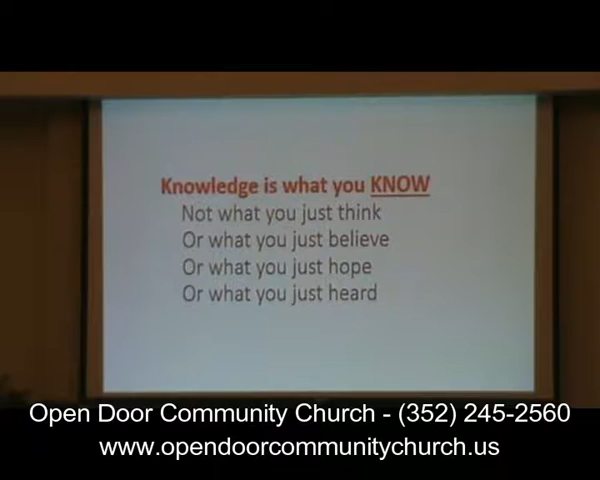 Knowledge is what you KNOW
Not what you just think
Or what you just believe
Or what you just hope
Or what you just heard
Open Door Community Church - (352) 245-2560
www.opendoorcommunitychurch.us